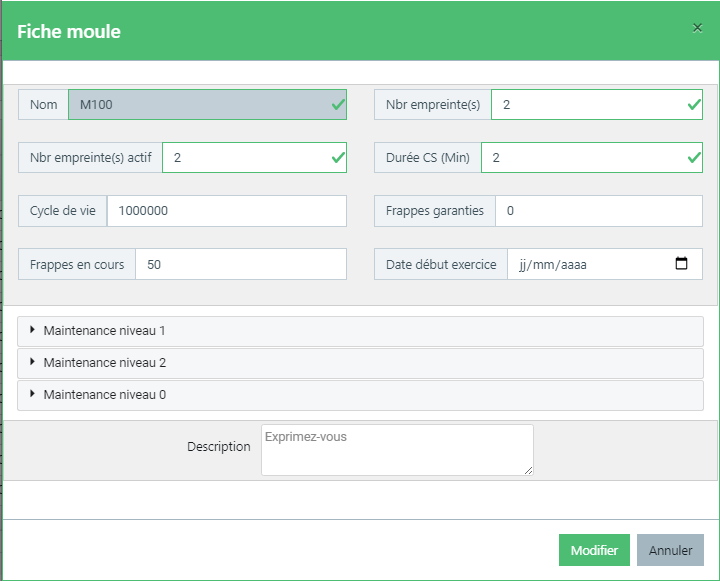 Fiche moule ×
Nom M100 Nbr empreinte(s) 2
Nbr empreinte(s) actif 2 Durée CS (Min) 2
Cycle de vie 1000000 Frappes garanties 0
Frappes en cours 50 Date début exercice jj/mm/aaaa
Maintenance niveau 1
Maintenance niveau 2
Maintenance niveau 0
Description Exprimez-vous
Modifier Annuler